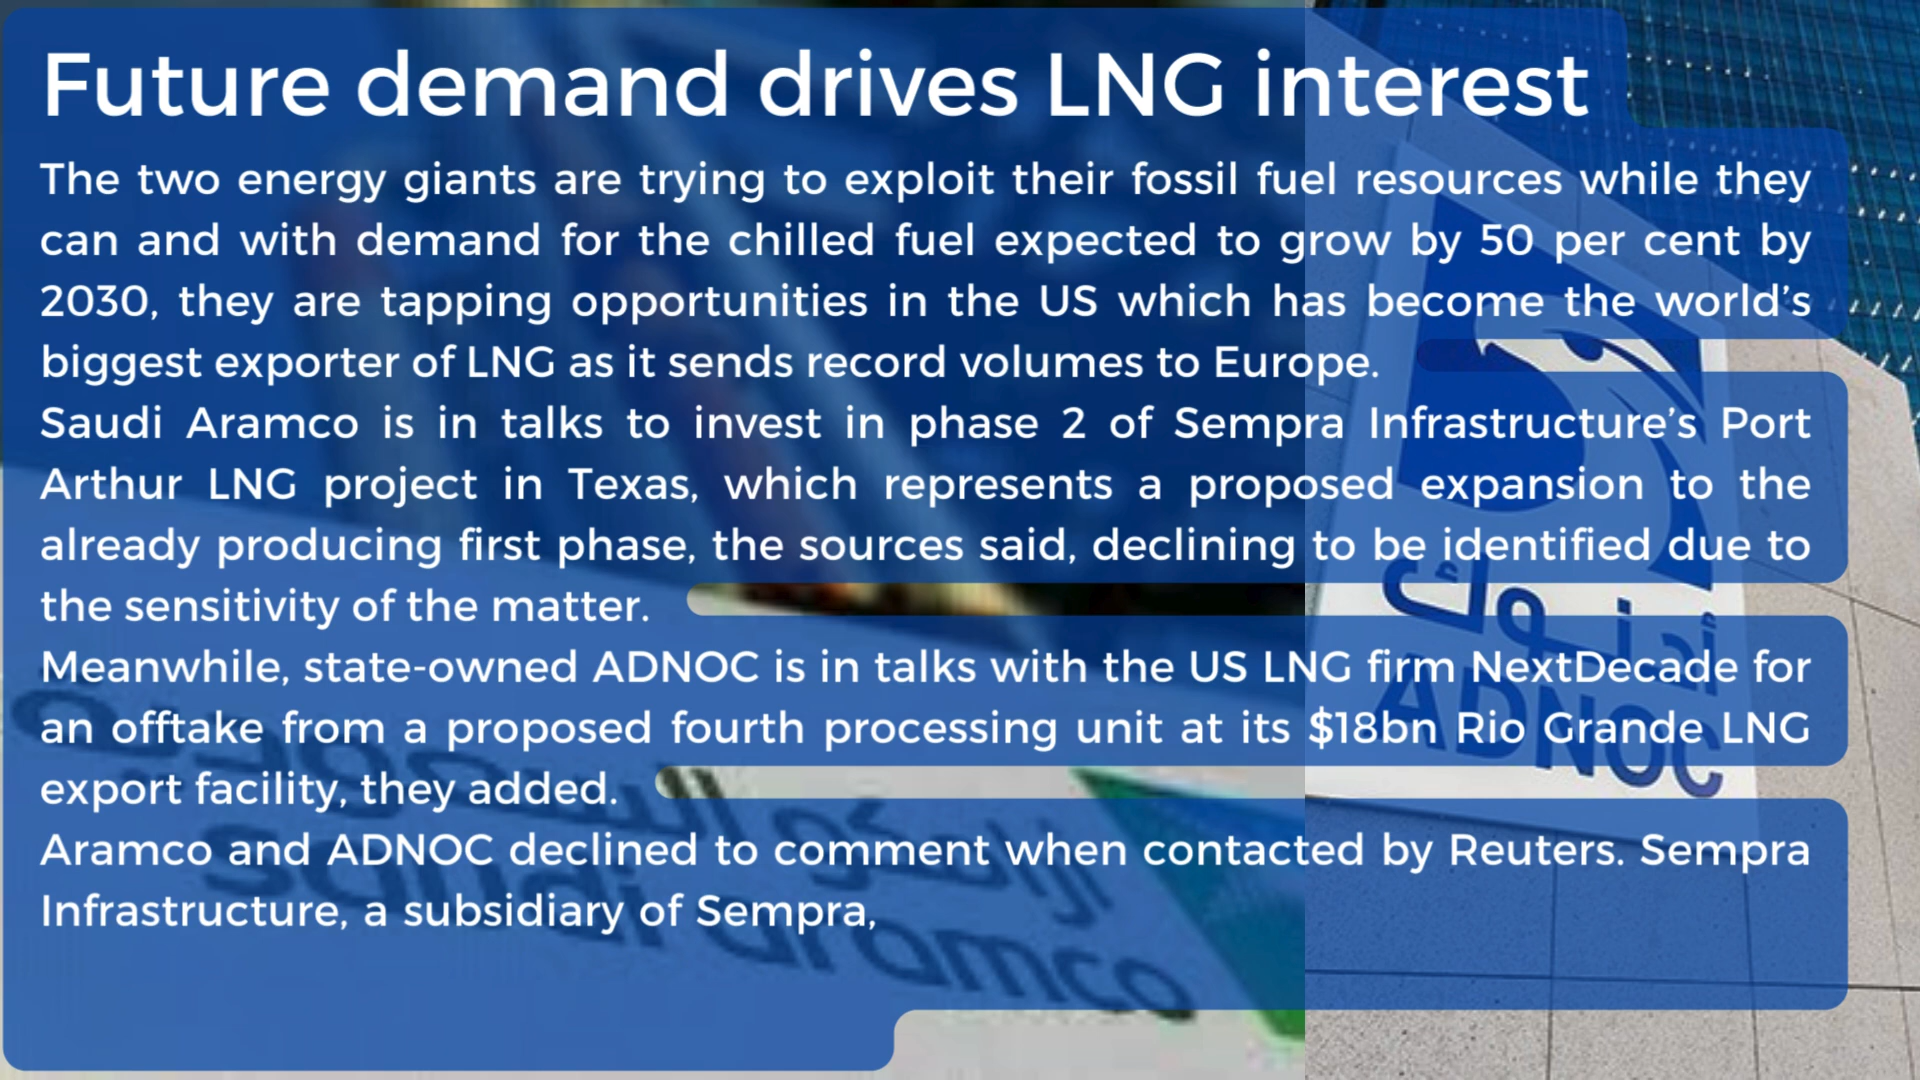 Future demand drives LNG interest
The two energy giants are trying to exploit their fossil fuel resources while they
can and with demand for the chilled fuel expected to grow by 50 per cent by
2030, they are tapping opportunities in the US which has become the world’s
biggest exporter of LNG as it sends record volumes to Europe.
Saudi Aramco is in talks to invest in phase 2 of Sempra Infrastructure’s Port
Arthur LNG project in Texas, which represents a proposed expansion to the
already producing first phase, the sources said, declining to be identified due to
the sensitivity of the matter.
Meanwhile, state-owned ADNOC is in talks with the US LNG firm NextDecade for
an offtake from a proposed fourth processing unit at its $18bn Rio Grande LNG
export facility, they added.
Aramco and ADNOC declined to comment when contacted by Reuters. Sempra
Infrastructure, a subsidiary of Sempra,
أدنوك
ADNOC
أرامكو السعودية
saudi aramco